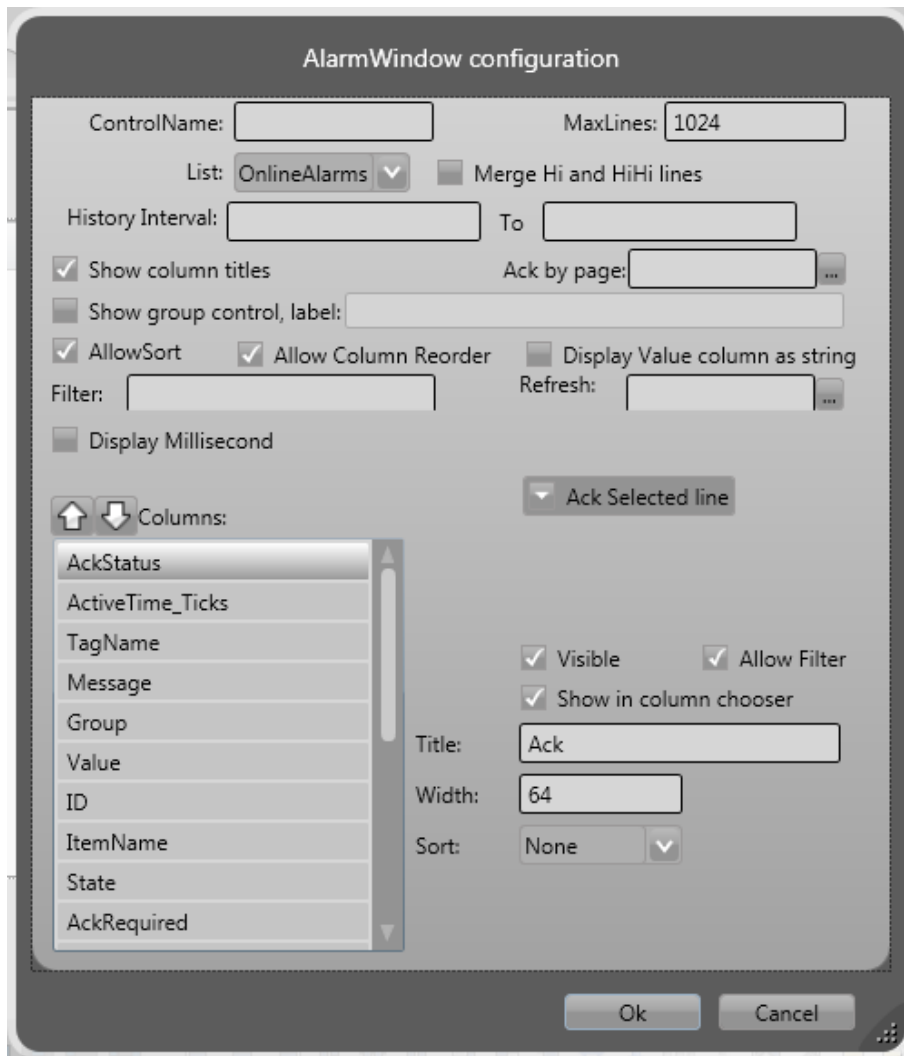 AlarmWindow configuration
ControlName: MaxLines: 1024
List: OnlineAlarms Merge Hi and HiHi lines
History Interval: To
Show column titles Ack by page: ...
Show group control, label:
AllowSort Allow Column Reorder Display Value column as string
Filter: Refresh: ...
Display Millisecond
Ack Selected line
Columns:
AckStatus
ActiveTime_Ticks
TagName
Visible Allow Filter
Message
Show in column chooser
Group
Title: Ack
Value
Width: 64
ID
ItemName
Sort: None
State
AckRequired
Ok Cancel